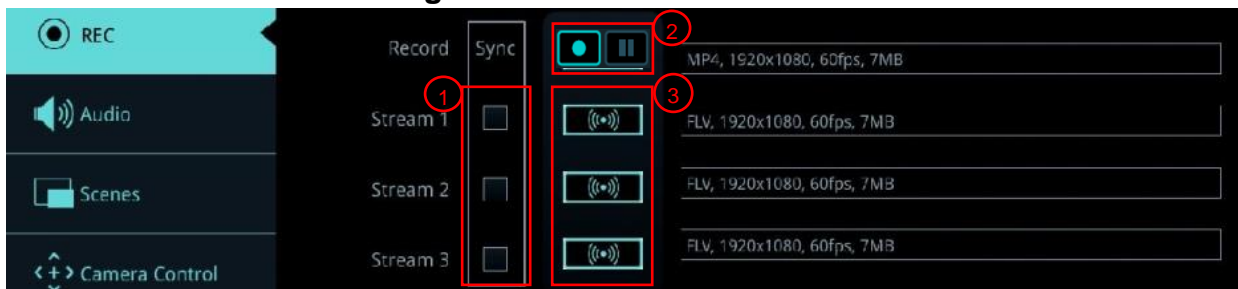 g
REC
Record
Sync
2
MP4, 1920x1080, 60fps, 7MB
1
3
Audio
Stream 1
FLV, 1920x1080, 60fps, 7MB
Scenes
Stream 2
FLV, 1920x1080, 60fps, 7MB
Camera Control
Stream 3
FLV, 1920x1080, 60fps, 7MB